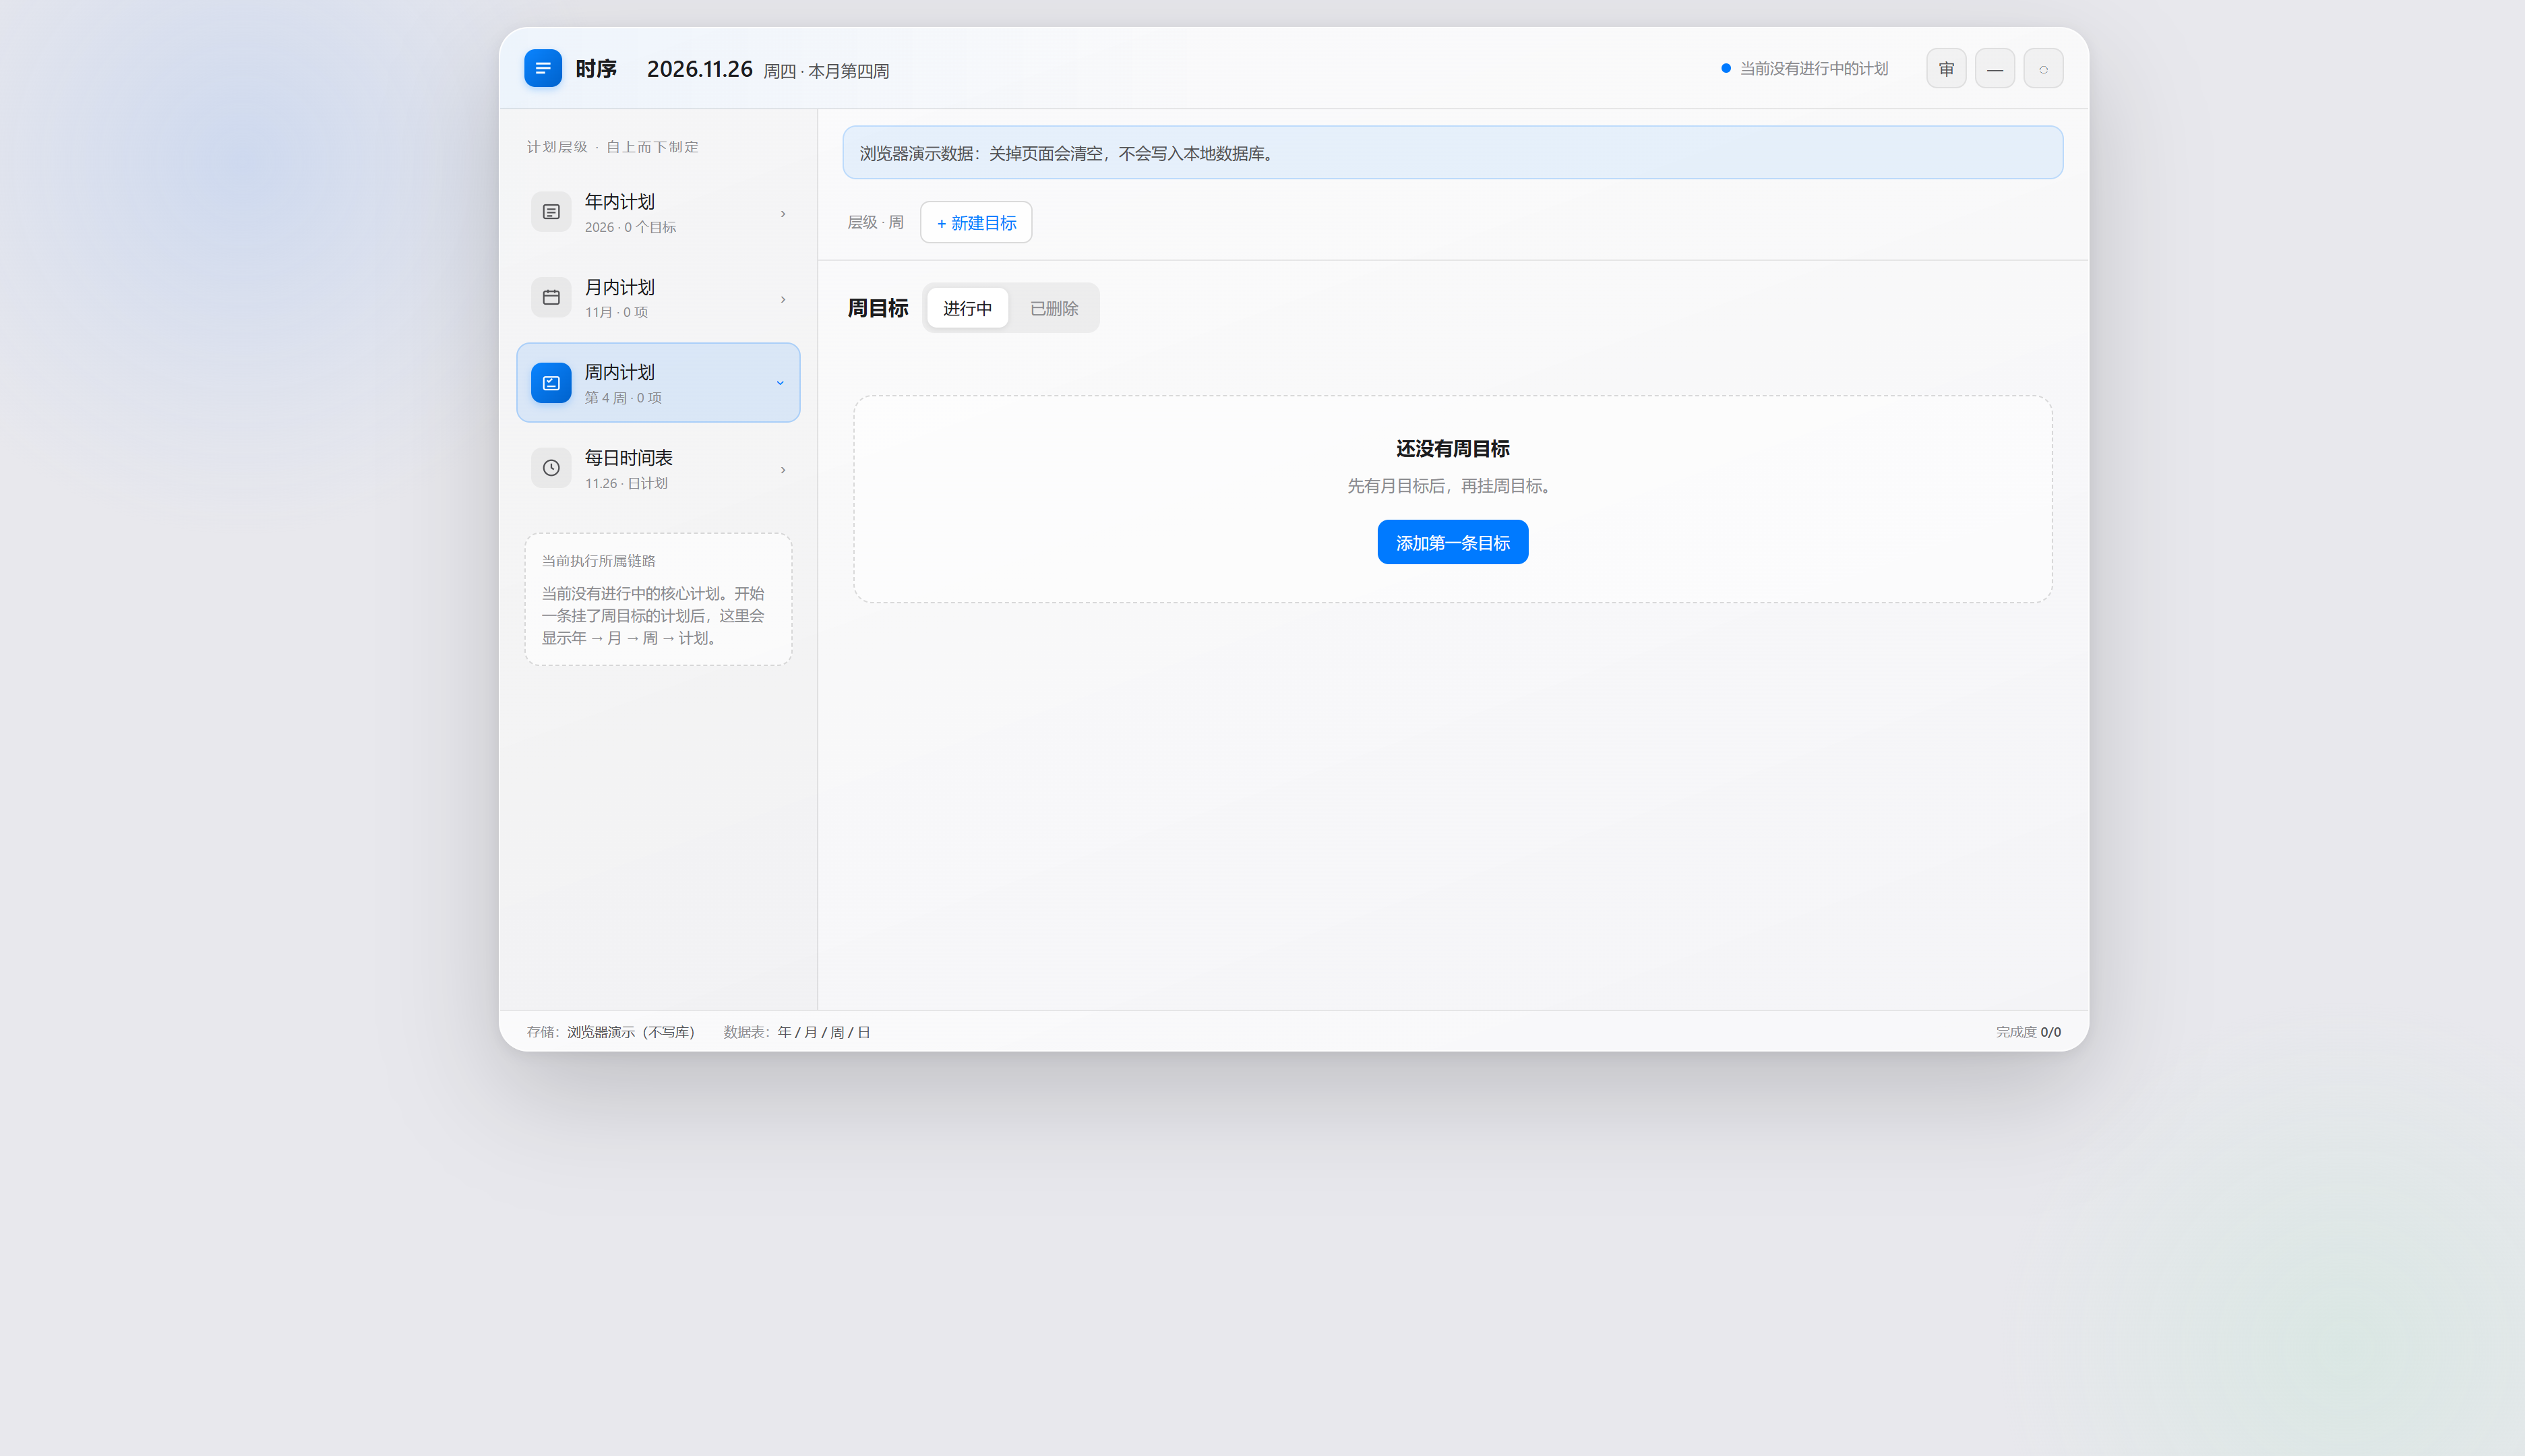 时序
2026.11.26 周四 · 本月第四周
当前没有进行中的计划
审
—
○
计划层级 · 自上而下制定
年内计划
2026 · 0 个目标
›
月内计划
11月 · 0 项
›
周内计划
第 4 周 · 0 项
每日时间表
11.26 · 日计划
›
当前执行所属链路
当前没有进行中的核心计划。开始
一条挂了周目标的计划后，这里会
显示年 → 月 → 周 → 计划。
浏览器演示数据：关掉页面会清空，不会写入本地数据库。
层级 · 周
+ 新建目标
周目标
进行中
已删除
还没有周目标
先有月目标后，再挂周目标。
添加第一条目标
存储：浏览器演示（不写库）
数据表：年 / 月 / 周 / 日
完成度 0/0